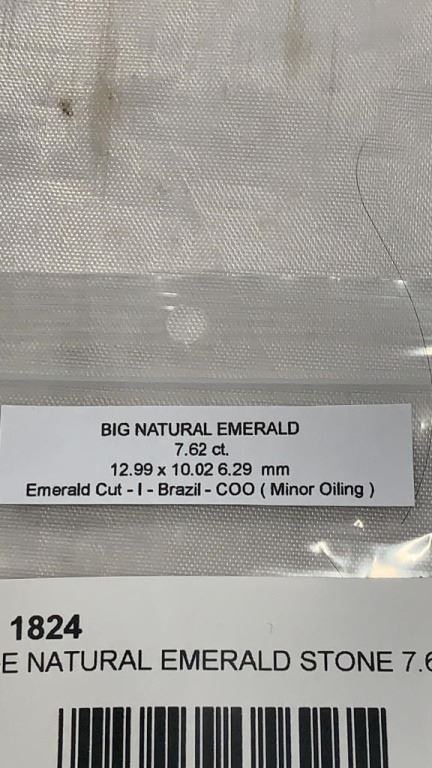 BIG NATURAL EMERALD
7.62 ct.
12.99 x 10.02 6.29 mm
Emerald Cut - I - Brazil - COO ( Minor Oiling )
1824
E NATURAL EMERALD STONE 7.6